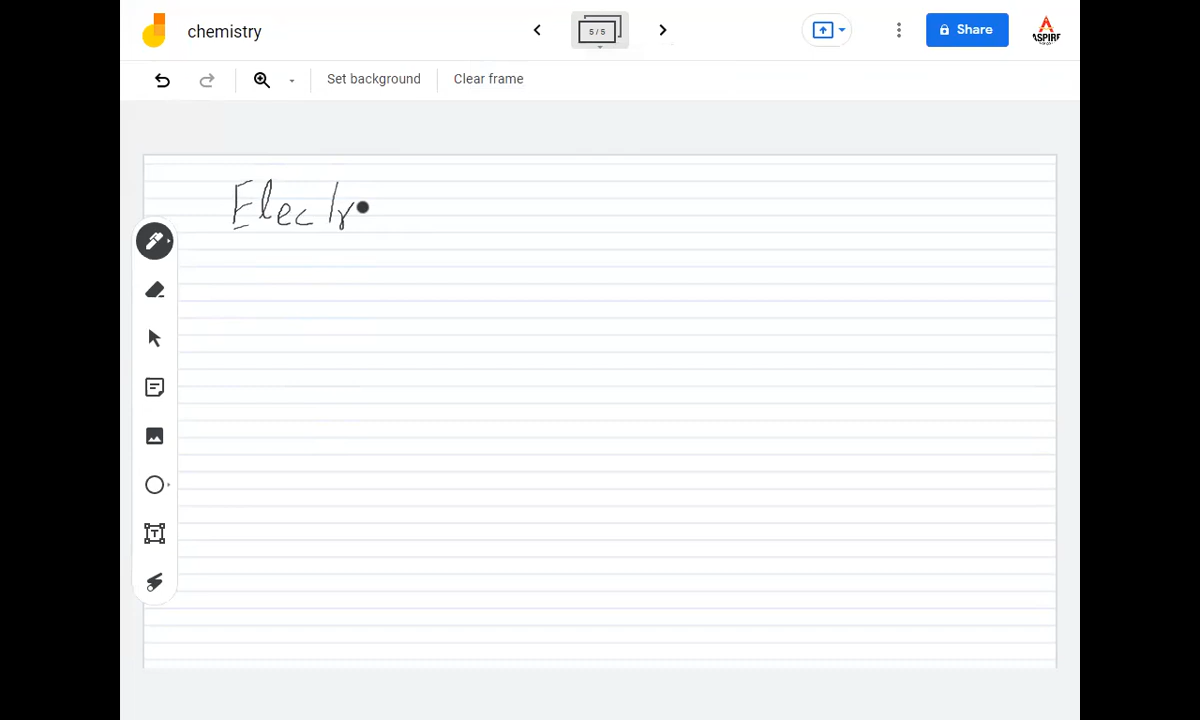 chemistry
5 / 5
Share
ASPIRE
Set background
Clear frame
Electr